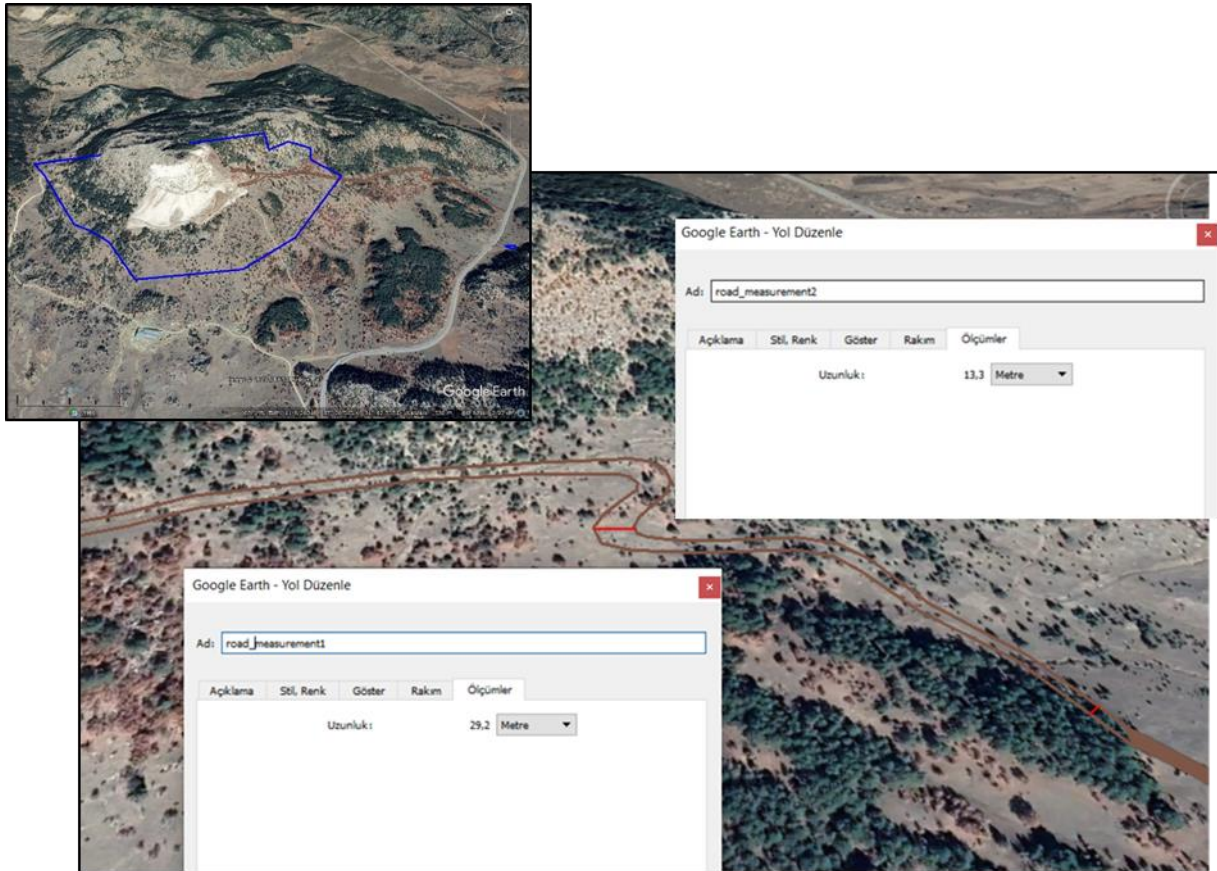 Google Earth
Google Earth - Yol Düzenle
Ad: road_measurement2
Açıklama Stil, Renk Göster Rakım Ölçümler
Uzunluk: 13,3 Metre
Google Earth - Yol Düzenle
Ad: road_measurement1
Açıklama Stil, Renk Göster Rakım Ölçümler
Uzunluk: 29,2 Metre